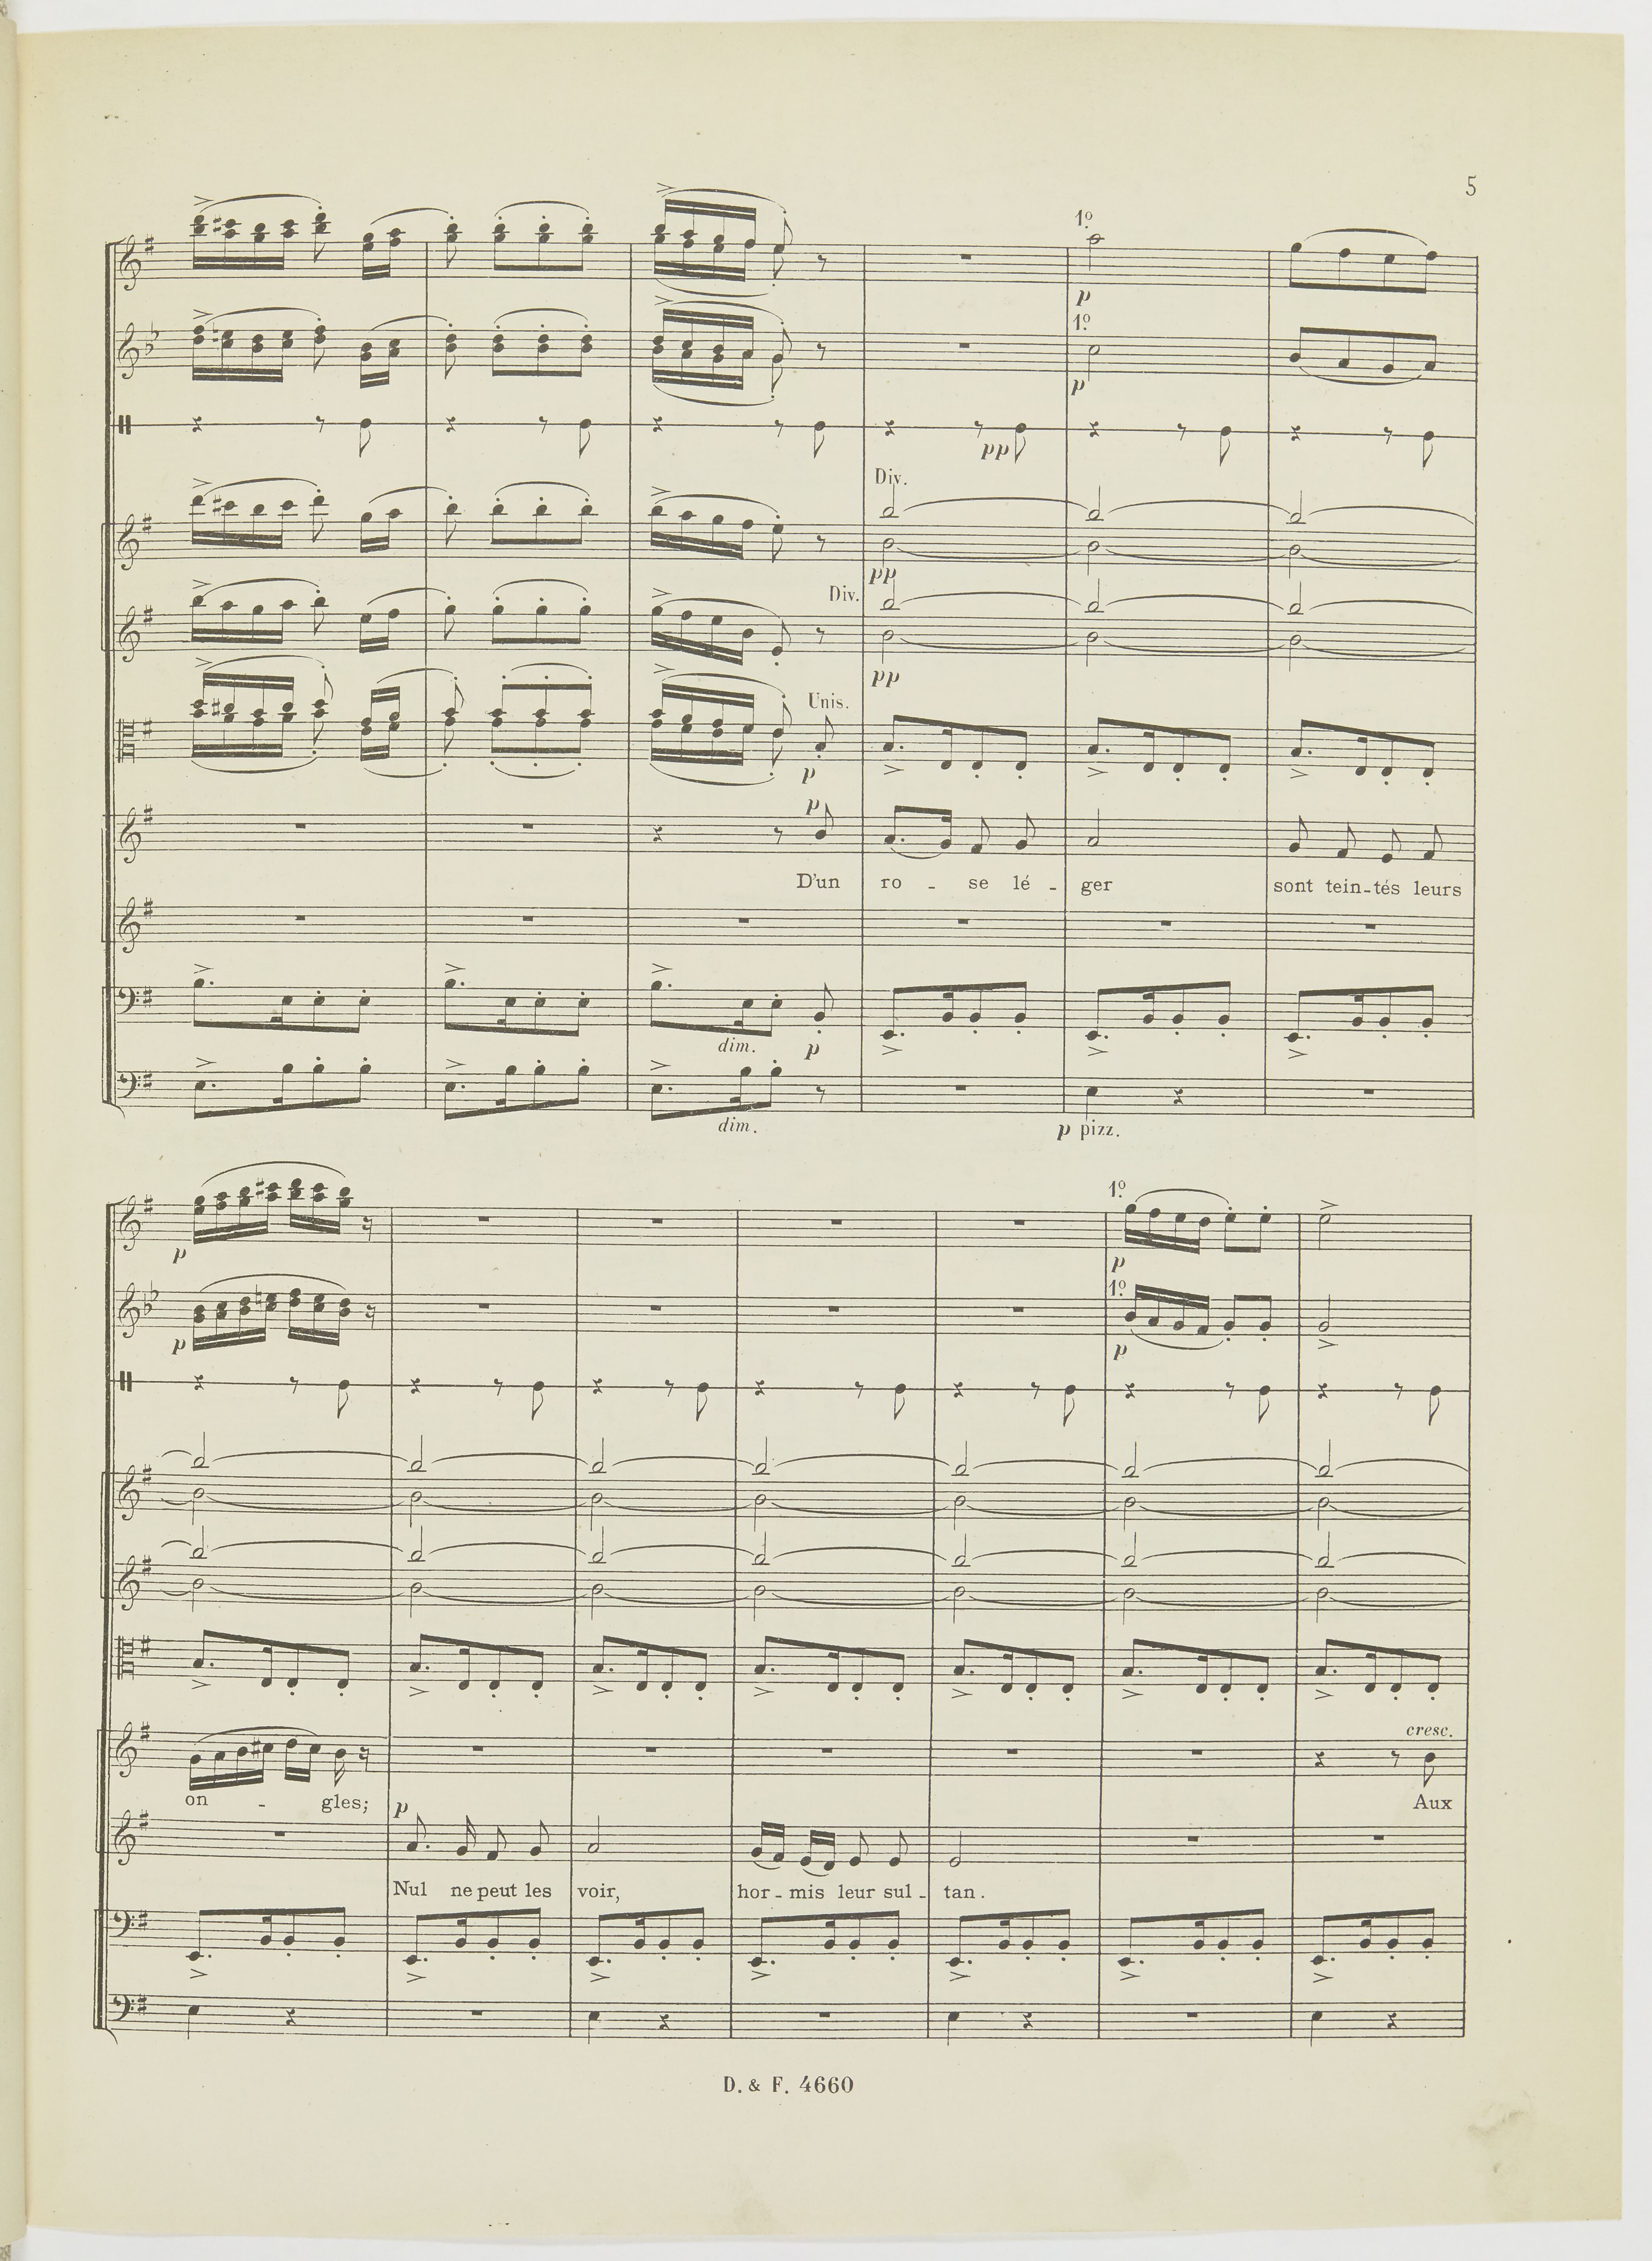 5
1º
p
1º
p
pp
Div.
pp
Div.
pp
Unis.
p
p
D'un ro - se lé - ger sont tein-tés leurs
dim. p
dim.
p pizz.
1º
p
p
1º
p
p
cresc.
on - gles; Aux
p
Nul ne peut les voir, hor - mis leur sul - tan.
D. & F. 4660